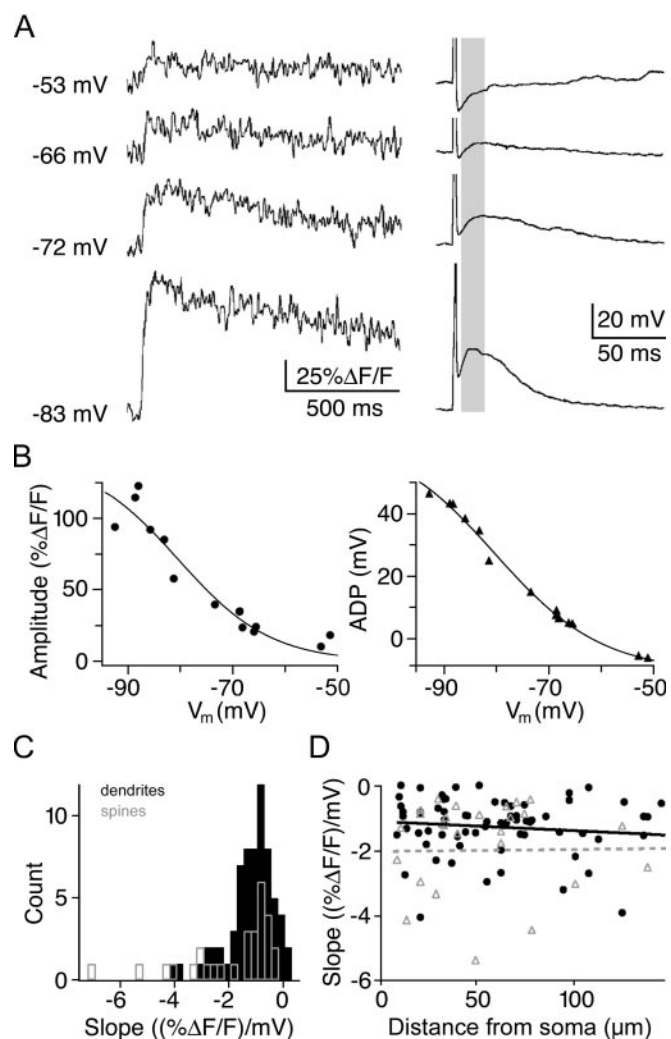 A
-53 mV
-66 mV
-72 mV
-83 mV
25%ΔF/F
500 ms
20 mV
50 ms
B
Amplitude (%ΔF/F)
100
50
0
-90
-70
-50
Vm (mV)
ADP (mV)
40
20
0
-90
-70
-50
Vm (mV)
C
dendrites
spines
Count
10
5
0
-6
-4
-2
0
Slope ((%ΔF/F)/mV)
D
Slope ((%ΔF/F)/mV)
0
-2
-4
-6
0
50
100
Distance from soma (μm)